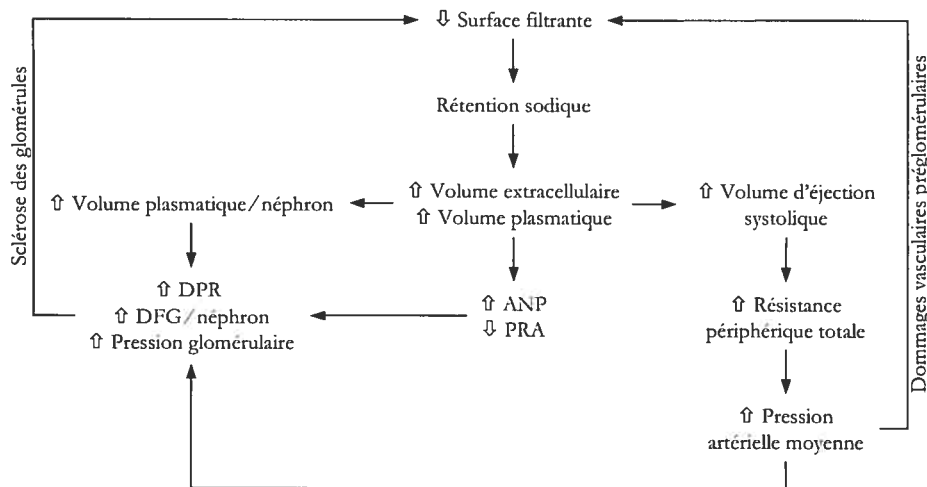 ⇩ Surface filtrante
Rétention sodique
⇧ Volume plasmatique/néphron
⇧ Volume extracellulaire
⇧ Volume plasmatique
⇧ Volume d'éjection
systolique
⇧ DPR
⇧ DFG/néphron
⇧ Pression glomérulaire
⇧ ANP
⇩ PRA
⇧ Résistance
périphérique totale
⇧ Pression
artérielle moyenne
Sclérose des glomérules
Dommages vasculaires préglomérulaires